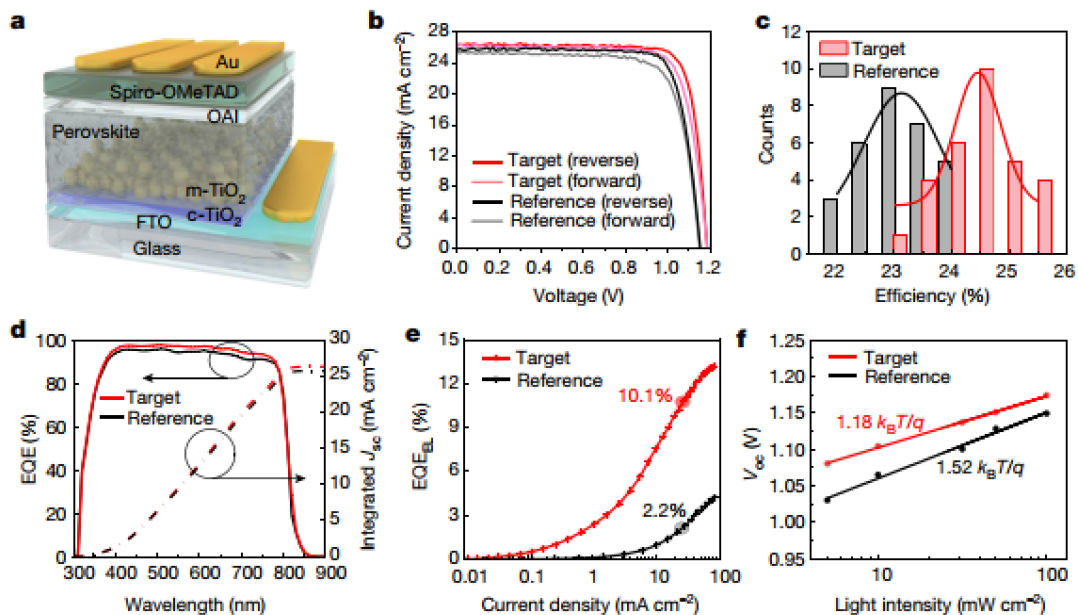 a
Au
Spiro-OMeTAD
OAI
Perovskite
m-TiO2
c-TiO2
FTO
Glass
b
Current density (mA cm−2)
28
24
20
16
12
8
4
0
Target (reverse)
Target (forward)
Reference (reverse)
Reference (forward)
0.0 0.2 0.4 0.6 0.8 1.0 1.2
Voltage (V)
c
Counts
12
10
8
6
4
2
0
Target
Reference
22 23 24 25 26
Efficiency (%)
d
EQE (%)
100
80
60
40
20
0
Target
Reference
30
25
20
15
10
5
0
Integrated Jsc (mA cm−2)
300 400 500 600 700 800 900
Wavelength (nm)
e
EQEEL (%)
15
12
9
6
3
0
Target
Reference
10.1%
2.2%
0.01 0.1 1 10 100
Current density (mA cm−2)
f
Voc (V)
1.25
1.20
1.15
1.10
1.05
1.00
0.95
Target
Reference
1.18 kBT/q
1.52 kBT/q
10 100
Light intensity (mW cm−2)